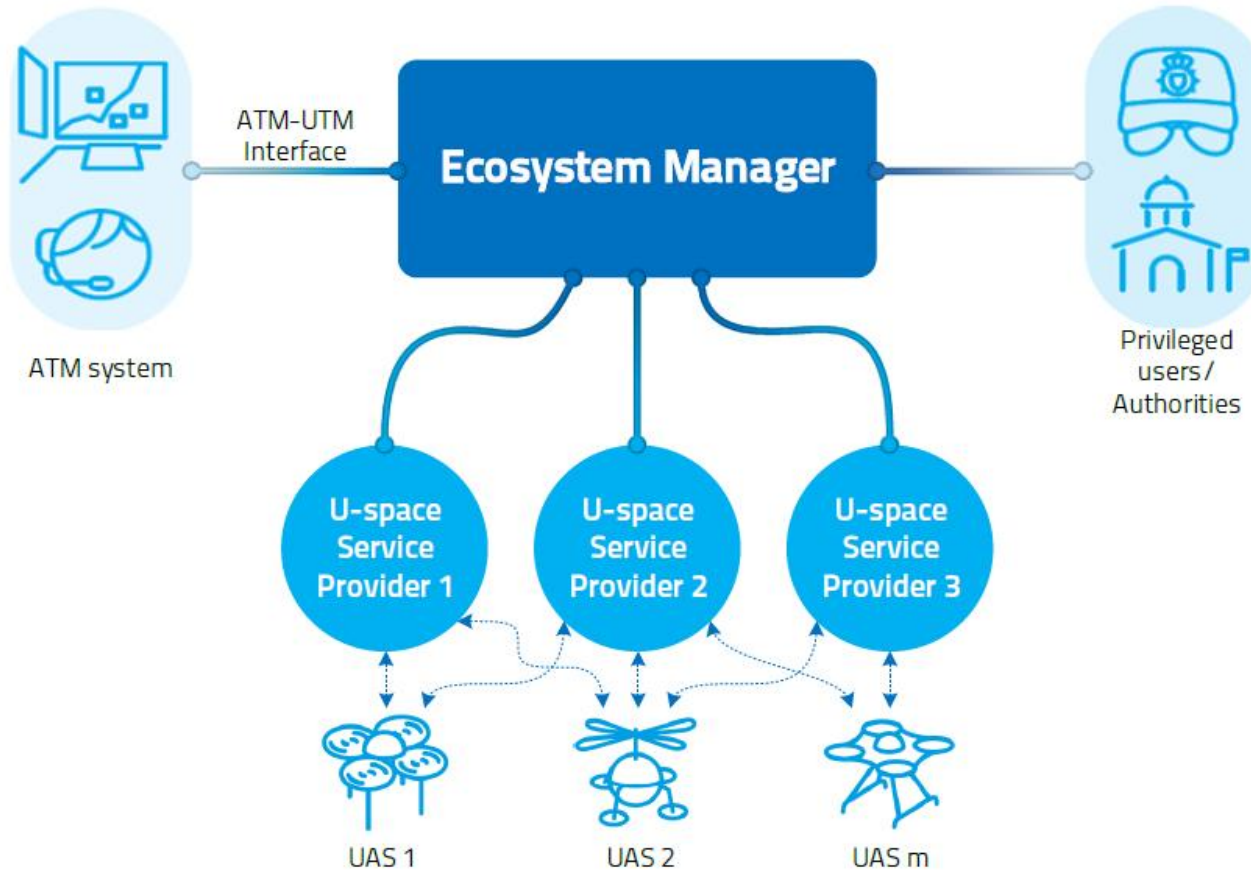 ATM-UTM
Interface
Ecosystem Manager
ATM system
Privileged
users/
Authorities
U-space
Service
Provider 1
U-space
Service
Provider 2
U-space
Service
Provider 3
UAS 1
UAS 2
UAS m